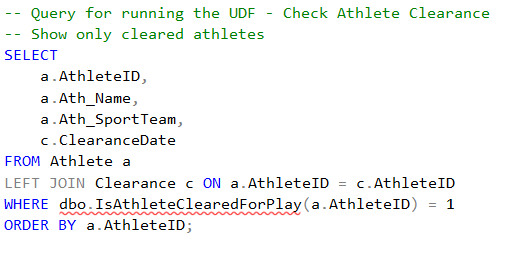 -- Query for running the UDF - Check Athlete Clearance
-- Show only cleared athletes
SELECT
    a.AthleteID,
    a.Ath_Name,
    a.Ath_SportTeam,
    c.ClearanceDate
FROM Athlete a
LEFT JOIN Clearance c ON a.AthleteID = c.AthleteID
WHERE dbo.IsAthleteClearedForPlay(a.AthleteID) = 1
ORDER BY a.AthleteID;